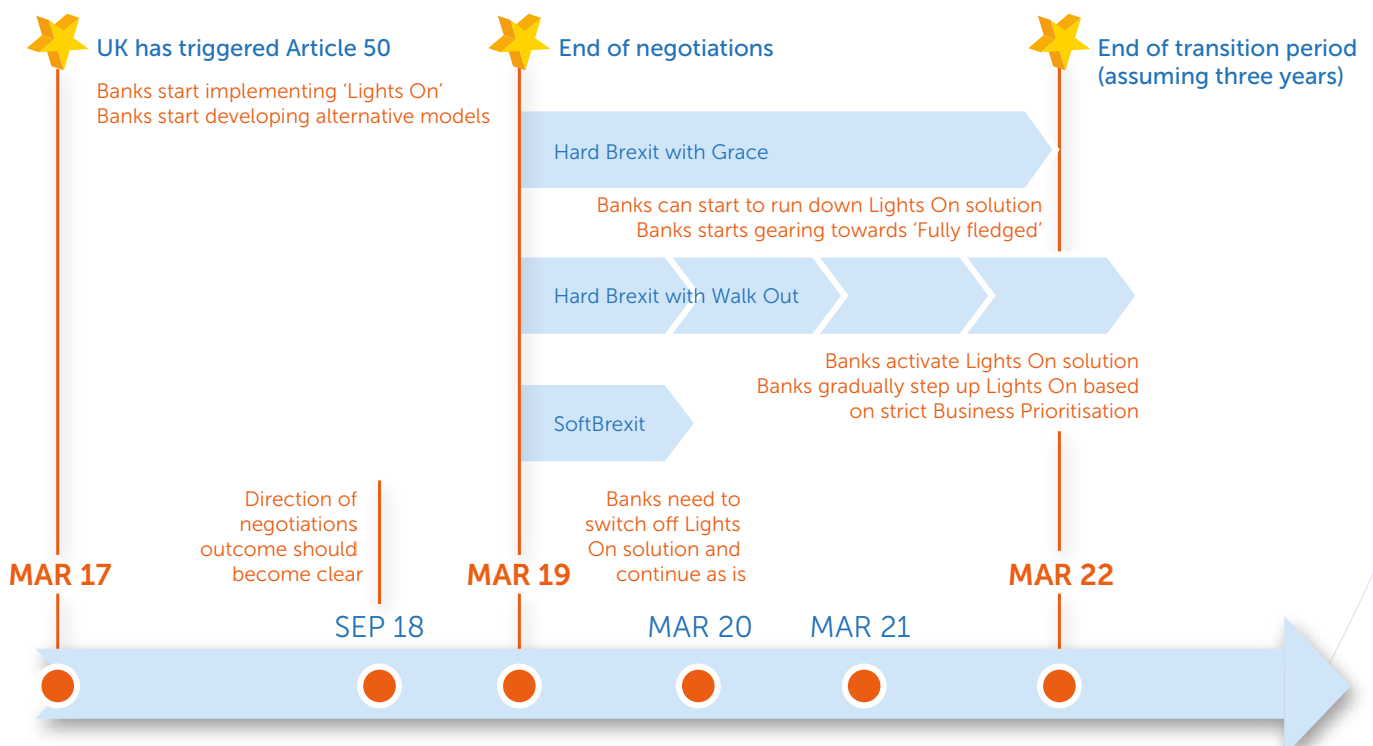 UK has triggered Article 50
Banks start implementing ‘Lights On’
Banks start developing alternative models
End of negotiations
End of transition period
(assuming three years)
Hard Brexit with Grace
Banks can start to run down Lights On solution
Banks starts gearing towards ‘Fully fledged’
Hard Brexit with Walk Out
Banks activate Lights On solution
Banks gradually step up Lights On based
on strict Business Prioritisation
SoftBrexit
Direction of
negotiations
outcome should
become clear
Banks need to
switch off Lights
On solution and
continue as is
MAR 17
SEP 18
MAR 19
MAR 20
MAR 21
MAR 22